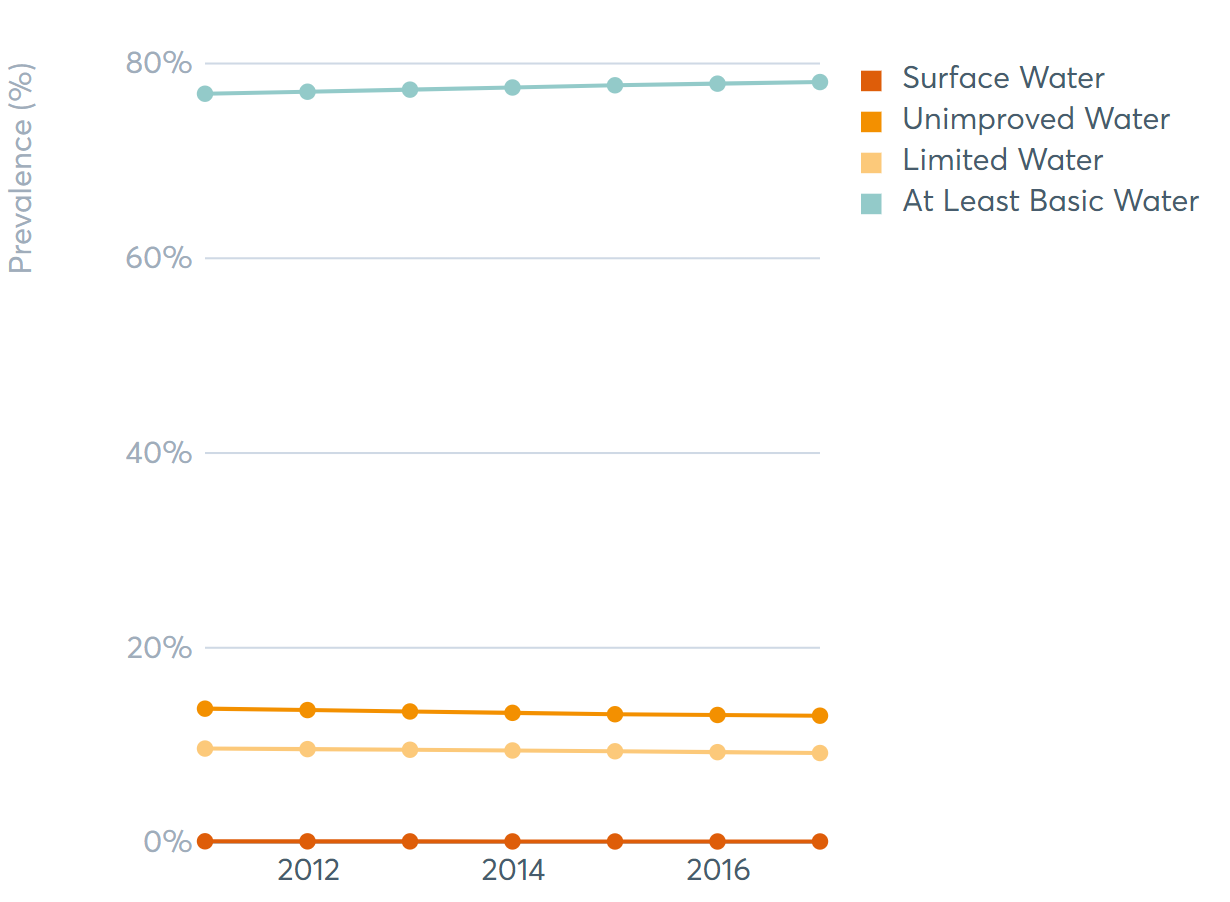 Prevalence (%)
80%
60%
40%
20%
0%
2012
2014
2016
Surface Water
Unimproved Water
Limited Water
At Least Basic Water